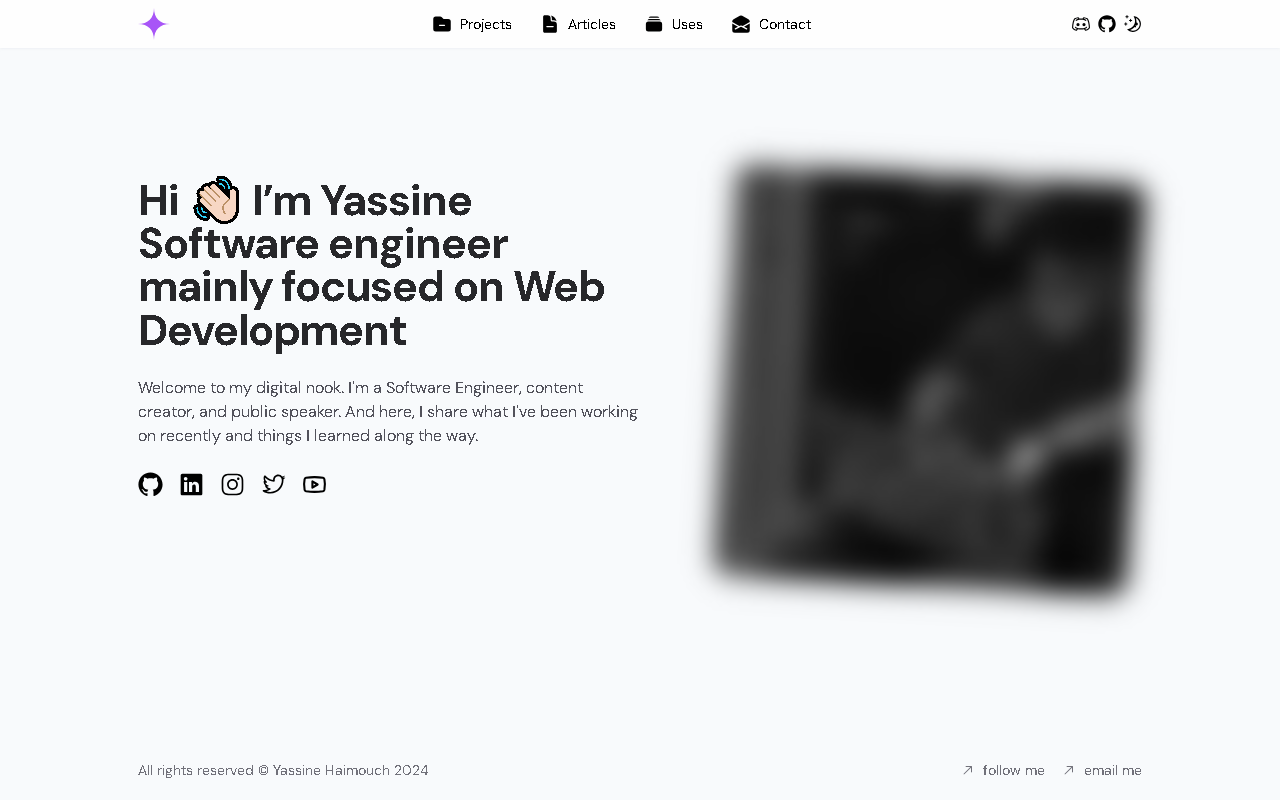 Projects
Articles
Uses
Contact
Hi 👋🏻 I’m Yassine
Software engineer
mainly focused on Web
Development
Welcome to my digital nook. I'm a Software Engineer, content
creator, and public speaker. And here, I share what I've been working
on recently and things I learned along the way.
All rights reserved © Yassine Haimouch 2024
follow me
email me